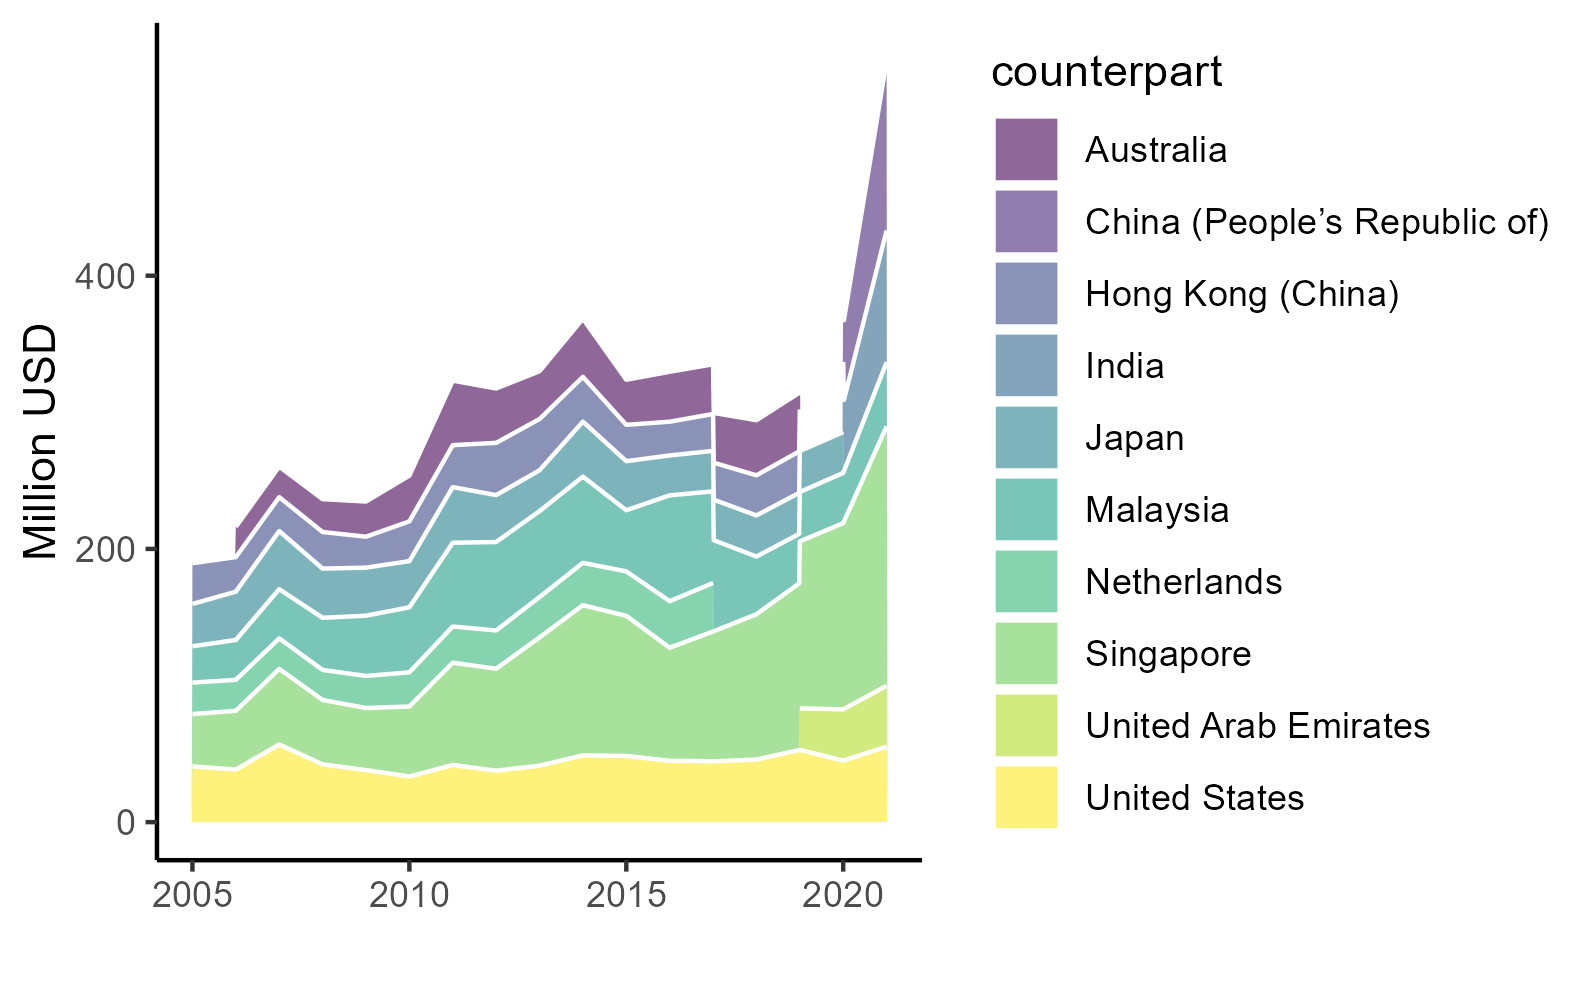 counterpart
Australia
China (People’s Republic of)
Hong Kong (China)
India
Japan
Malaysia
Netherlands
Singapore
United Arab Emirates
United States
Million USD
400
200
0
2005
2010
2015
2020